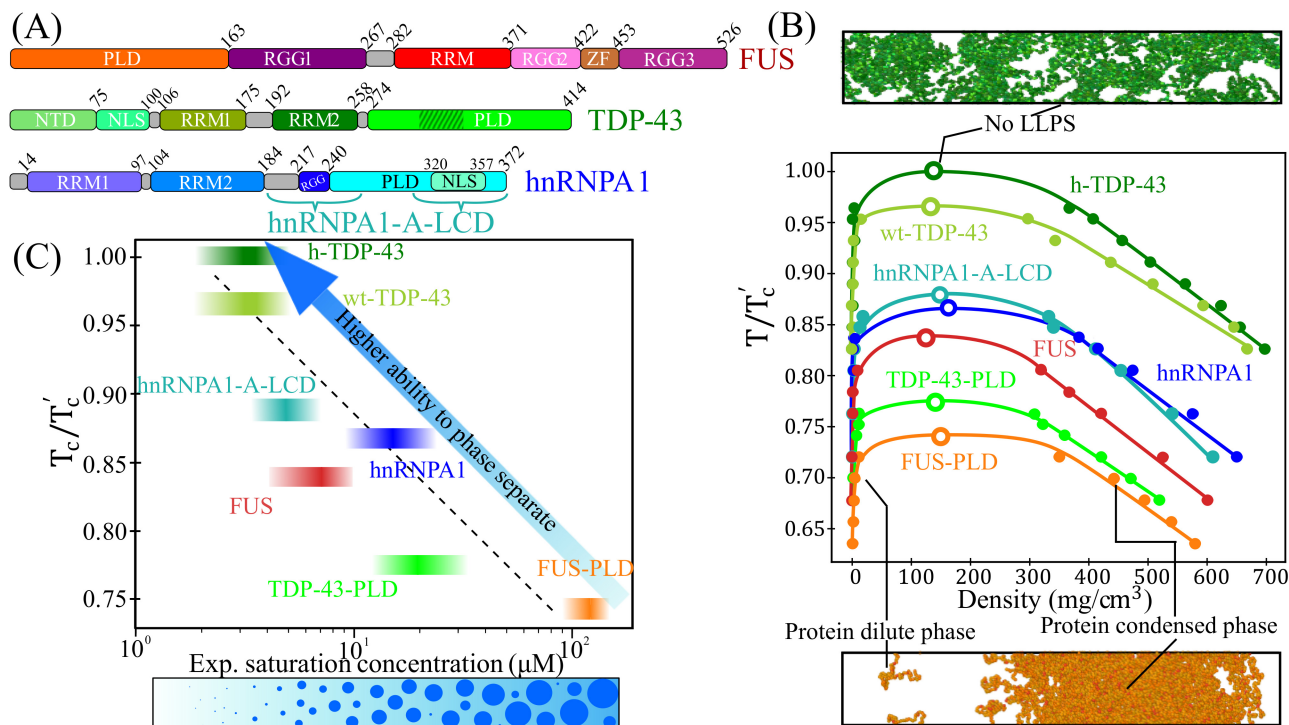 (A)
163 267 282 371 422 453 526
PLD RGG1 RRM RGG2 ZF RGG3 FUS
75 100 106 175 192 258 274 414
NTD NLS RRM1 RRM2 PLD TDP-43
14 97 104 184 217 240 320 357 372
RRM1 RRM2 RGG PLD NLS hnRNPA1
hnRNPA1-A-LCD
(B)
No LLPS
h-TDP-43
wt-TDP-43
hnRNPA1-A-LCD
FUS
hnRNPA1
TDP-43-PLD
FUS-PLD
T/T'c
1.00
0.95
0.90
0.85
0.80
0.75
0.70
0.65
0 100 200 300 400 500 600 700
Density (mg/cm³)
Protein dilute phase
Protein condensed phase
(C)
h-TDP-43
wt-TDP-43
Higher ability to phase separate
hnRNPA1-A-LCD
hnRNPA1
FUS
FUS-PLD
TDP-43-PLD
Tc/T'c
1.00
0.95
0.90
0.85
0.80
0.75
10⁰ 10¹ 10²
Exp. saturation concentration (μM)